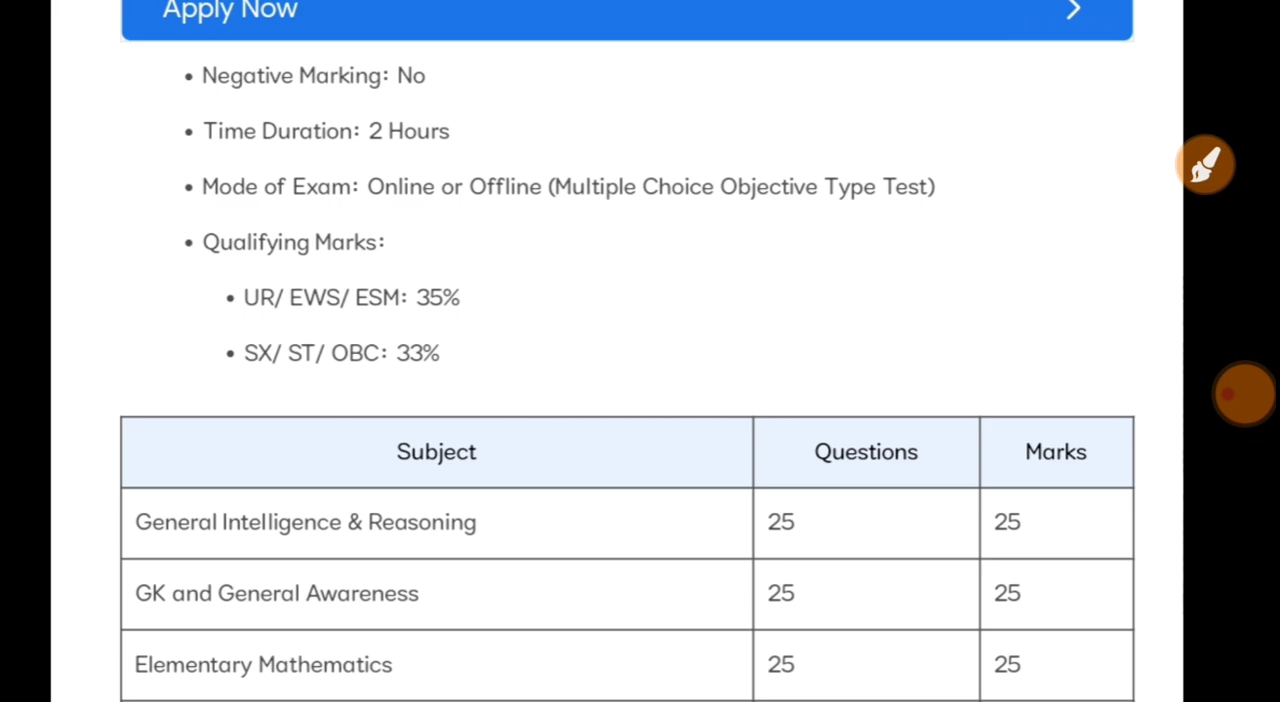 Apply Now
• Negative Marking: No
• Time Duration: 2 Hours
• Mode of Exam: Online or Offline (Multiple Choice Objective Type Test)
• Qualifying Marks:
• UR/ EWS/ ESM: 35%
• SX/ ST/ OBC: 33%
Subject Questions Marks
General Intelligence & Reasoning 25 25
GK and General Awareness 25 25
Elementary Mathematics 25 25